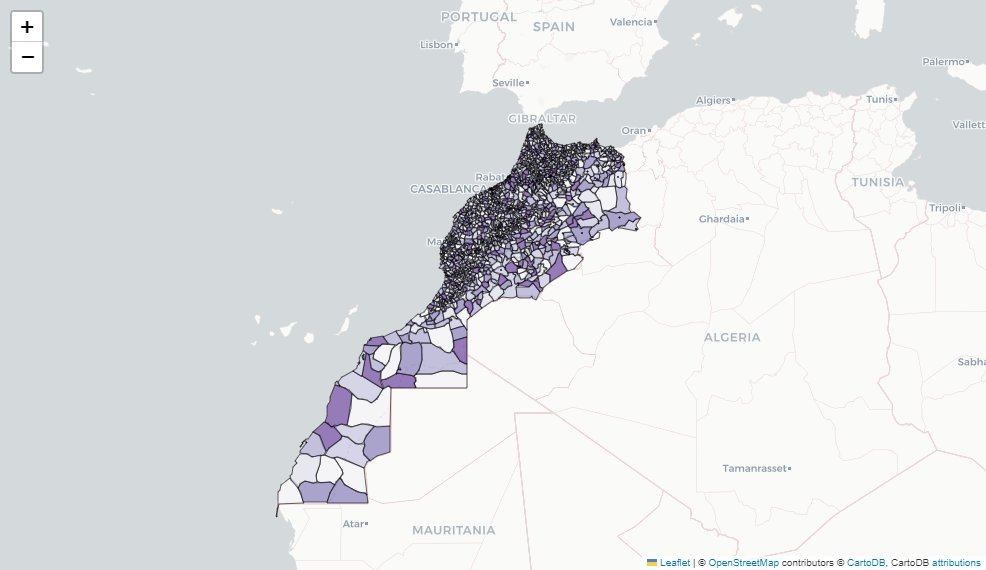 +
−
PORTUGAL
SPAIN
Valencia
Lisbon
Palermo
Seville
Algiers
Tunis
GIBRALTAR
Oran
Vallett
Rabat
CASABLANCA
TUNISIA
Tripoli
Ghardaia
Ma
ALGERIA
Sabha
Tamanrasset
Atar
MAURITANIA
Leaflet | © OpenStreetMap contributors © CartoDB, CartoDB attributions